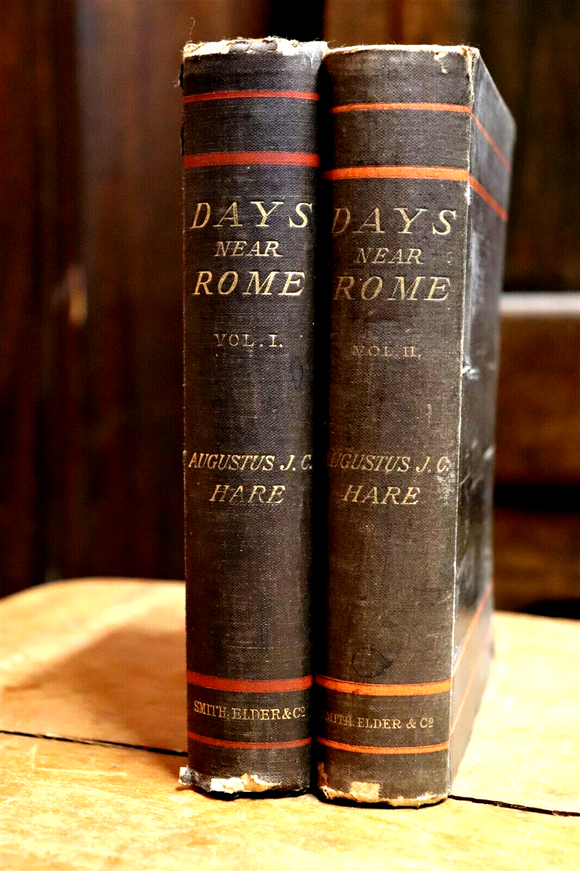 DAYS
NEAR
ROME
VOL. I.
AUGUSTUS J. C.
HARE
SMITH, ELDER & Co
DAYS
NEAR
ROME
VOL. II.
AUGUSTUS J. C.
HARE
SMITH, ELDER & Co